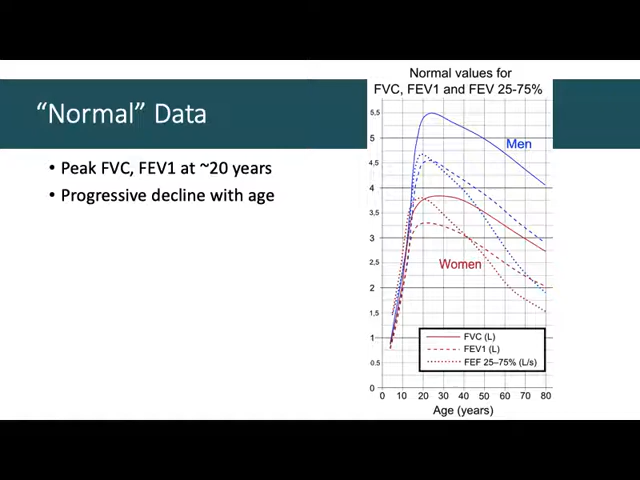 "Normal" Data
• Peak FVC, FEV1 at ~20 years
• Progressive decline with age
Normal values for
FVC, FEV1 and FEV 25-75%
5,5
5
4,5
4
3,5
3
2,5
2
1,5
1
0,5
0
Men
Women
FVC (L)
FEV1 (L)
FEF 25–75% (L/s)
0 10 20 30 40 50 60 70 80
Age (years)